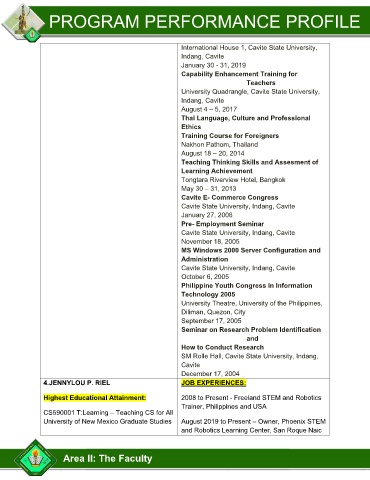 PROGRAM PERFORMANCE PROFILE
International House 1, Cavite State University,
Indang, Cavite
January 30 - 31, 2019
Capability Enhancement Training for
Teachers
University Quadrangle, Cavite State University,
Indang, Cavite
August 4 – 5, 2017
Thai Language, Culture and Professional
Ethics
Training Course for Foreigners
Nakhon Pathom, Thailand
August 18 – 20, 2014
Teaching Thinking Skills and Assesment of
Learning Achievement
Tongtara Riverview Hotel, Bangkok
May 30 – 31, 2013
Cavite E- Commerce Congress
Cavite State University, Indang, Cavite
January 27, 2006
Pre- Employment Seminar
Cavite State University, Indang, Cavite
November 18, 2005
MS Windows 2000 Server Configuration and
Administration
Cavite State University, Indang, Cavite
October 6, 2005
Philippine Youth Congress in Information
Technology 2005
University Theatre, University of the Philippines,
Diliman, Quezon, City
September 17, 2005
Seminar on Research Problem Identification
and
How to Conduct Research
SM Rolle Hall, Cavite State University, Indang,
Cavite
December 17, 2004
4.JENNYLOU P. RIEL
Highest Educational Attainment:
CS590001 T:Learning – Teaching CS for All
University of New Mexico Graduate Studies
JOB EXPERIENCES:
2008 to Present - Freeland STEM and Robotics
Trainer, Philippines and USA
August 2019 to Present – Owner, Phoenix STEM
and Robotics Learning Center, San Roque Naic
Area II: The Faculty